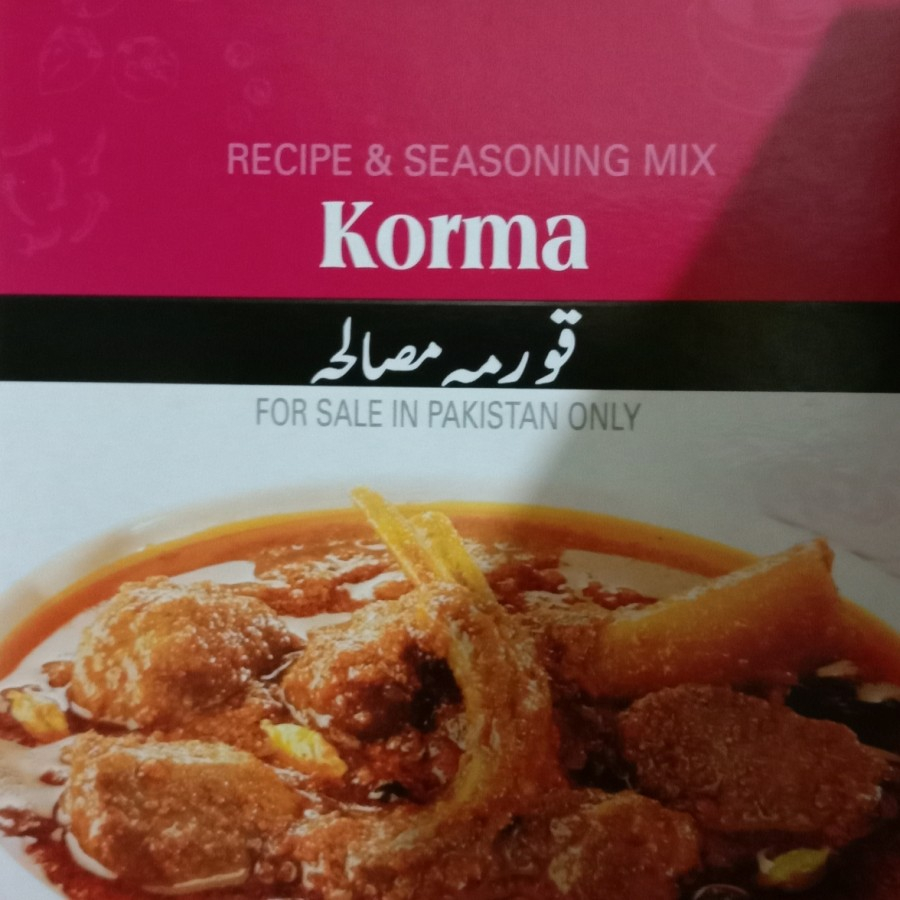 RECIPE & SEASONING MIX
Korma
قورمہ مصالحہ
FOR SALE IN PAKISTAN ONLY